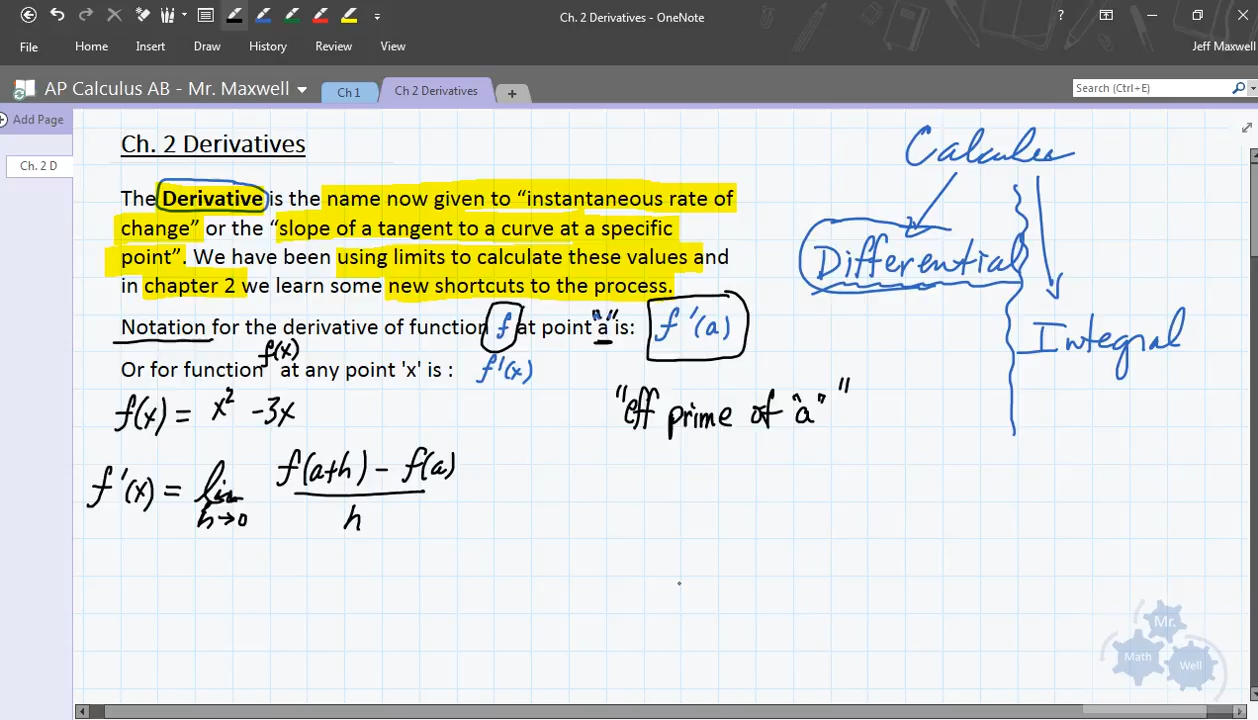 Ch. 2 Derivatives - OneNote
?
File Home Insert Draw History Review View
Jeff Maxwell
AP Calculus AB - Mr. Maxwell
Ch 1
Ch 2 Derivatives
+
Search (Ctrl+E)
Add Page
Ch. 2 D
Ch. 2 Derivatives
The Derivative is the name now given to “instantaneous rate of
change” or the “slope of a tangent to a curve at a specific
point”. We have been using limits to calculate these values and
in chapter 2 we learn some new shortcuts to the process.
Notation for the derivative of function f at point "a" is: f'(a)
Or for function f(x) at any point 'x' is : f'(x)
f(x) = x² -3x
"eff prime of "a" "
f'(x) = lim h→0 f(a+h) - f(a) / h
Calculus
Differential
Integral
Mr.
Math
Well